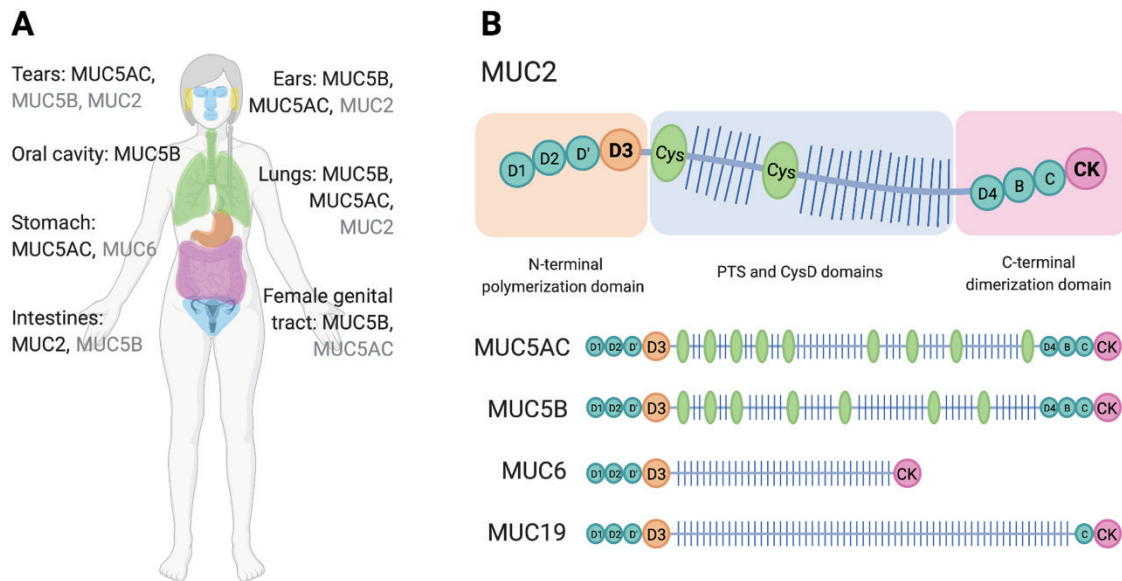 A
Tears: MUC5AC,
MUC5B, MUC2
Ears: MUC5B,
MUC5AC, MUC2
Oral cavity: MUC5B
Lungs: MUC5B,
MUC5AC,
MUC2
Stomach:
MUC5AC, MUC6
Intestines:
MUC2, MUC5B
Female genital
tract: MUC5B,
MUC5AC
B
MUC2
D1 D2 D' D3 Cys Cys D4 B C CK
N-terminal
polymerization domain
PTS and CysD domains
C-terminal
dimerization domain
MUC5AC D1 D2 D' D3 D4 B C CK
MUC5B D1 D2 D' D3 D4 B C CK
MUC6 D1 D2 D' D3 CK
MUC19 D1 D2 D' D3 C CK